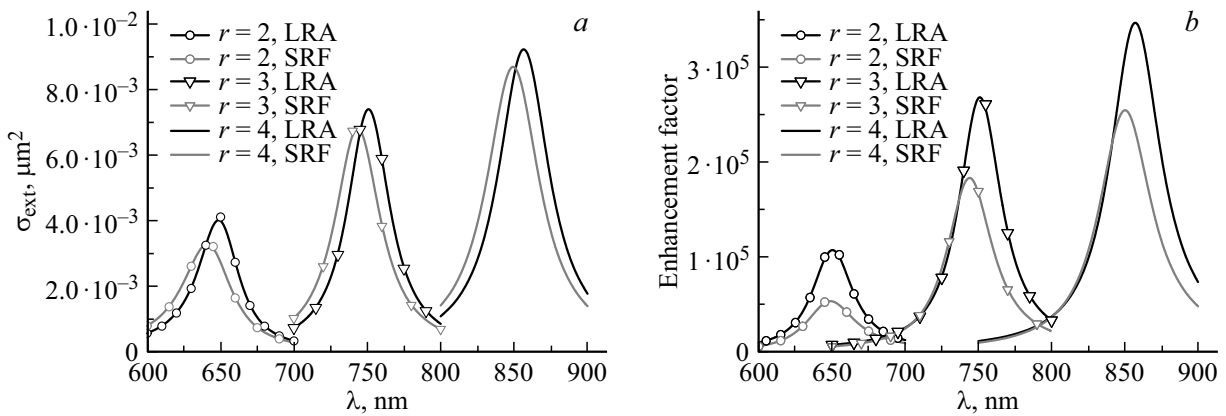 a
r = 2, LRA
r = 2, SRF
r = 3, LRA
r = 3, SRF
r = 4, LRA
r = 4, SRF
σext, μm²
1.0·10⁻²
8.0·10⁻³
6.0·10⁻³
4.0·10⁻³
2.0·10⁻³
0
600 650 700 750 800 850 900
λ, nm
b
r = 2, LRA
r = 2, SRF
r = 3, LRA
r = 3, SRF
r = 4, LRA
r = 4, SRF
Enhancement factor
3·10⁵
2·10⁵
1·10⁵
0
600 650 700 750 800 850 900
λ, nm